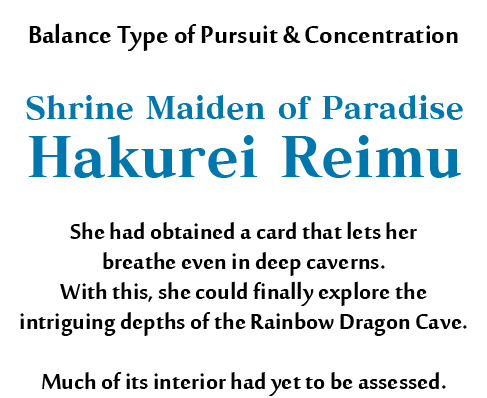 Balance Type of Pursuit & Concentration
Shrine Maiden of Paradise
Hakurei Reimu
She had obtained a card that lets her
breathe even in deep caverns.
With this, she could finally explore the
intriguing depths of the Rainbow Dragon Cave.
Much of its interior had yet to be assessed.